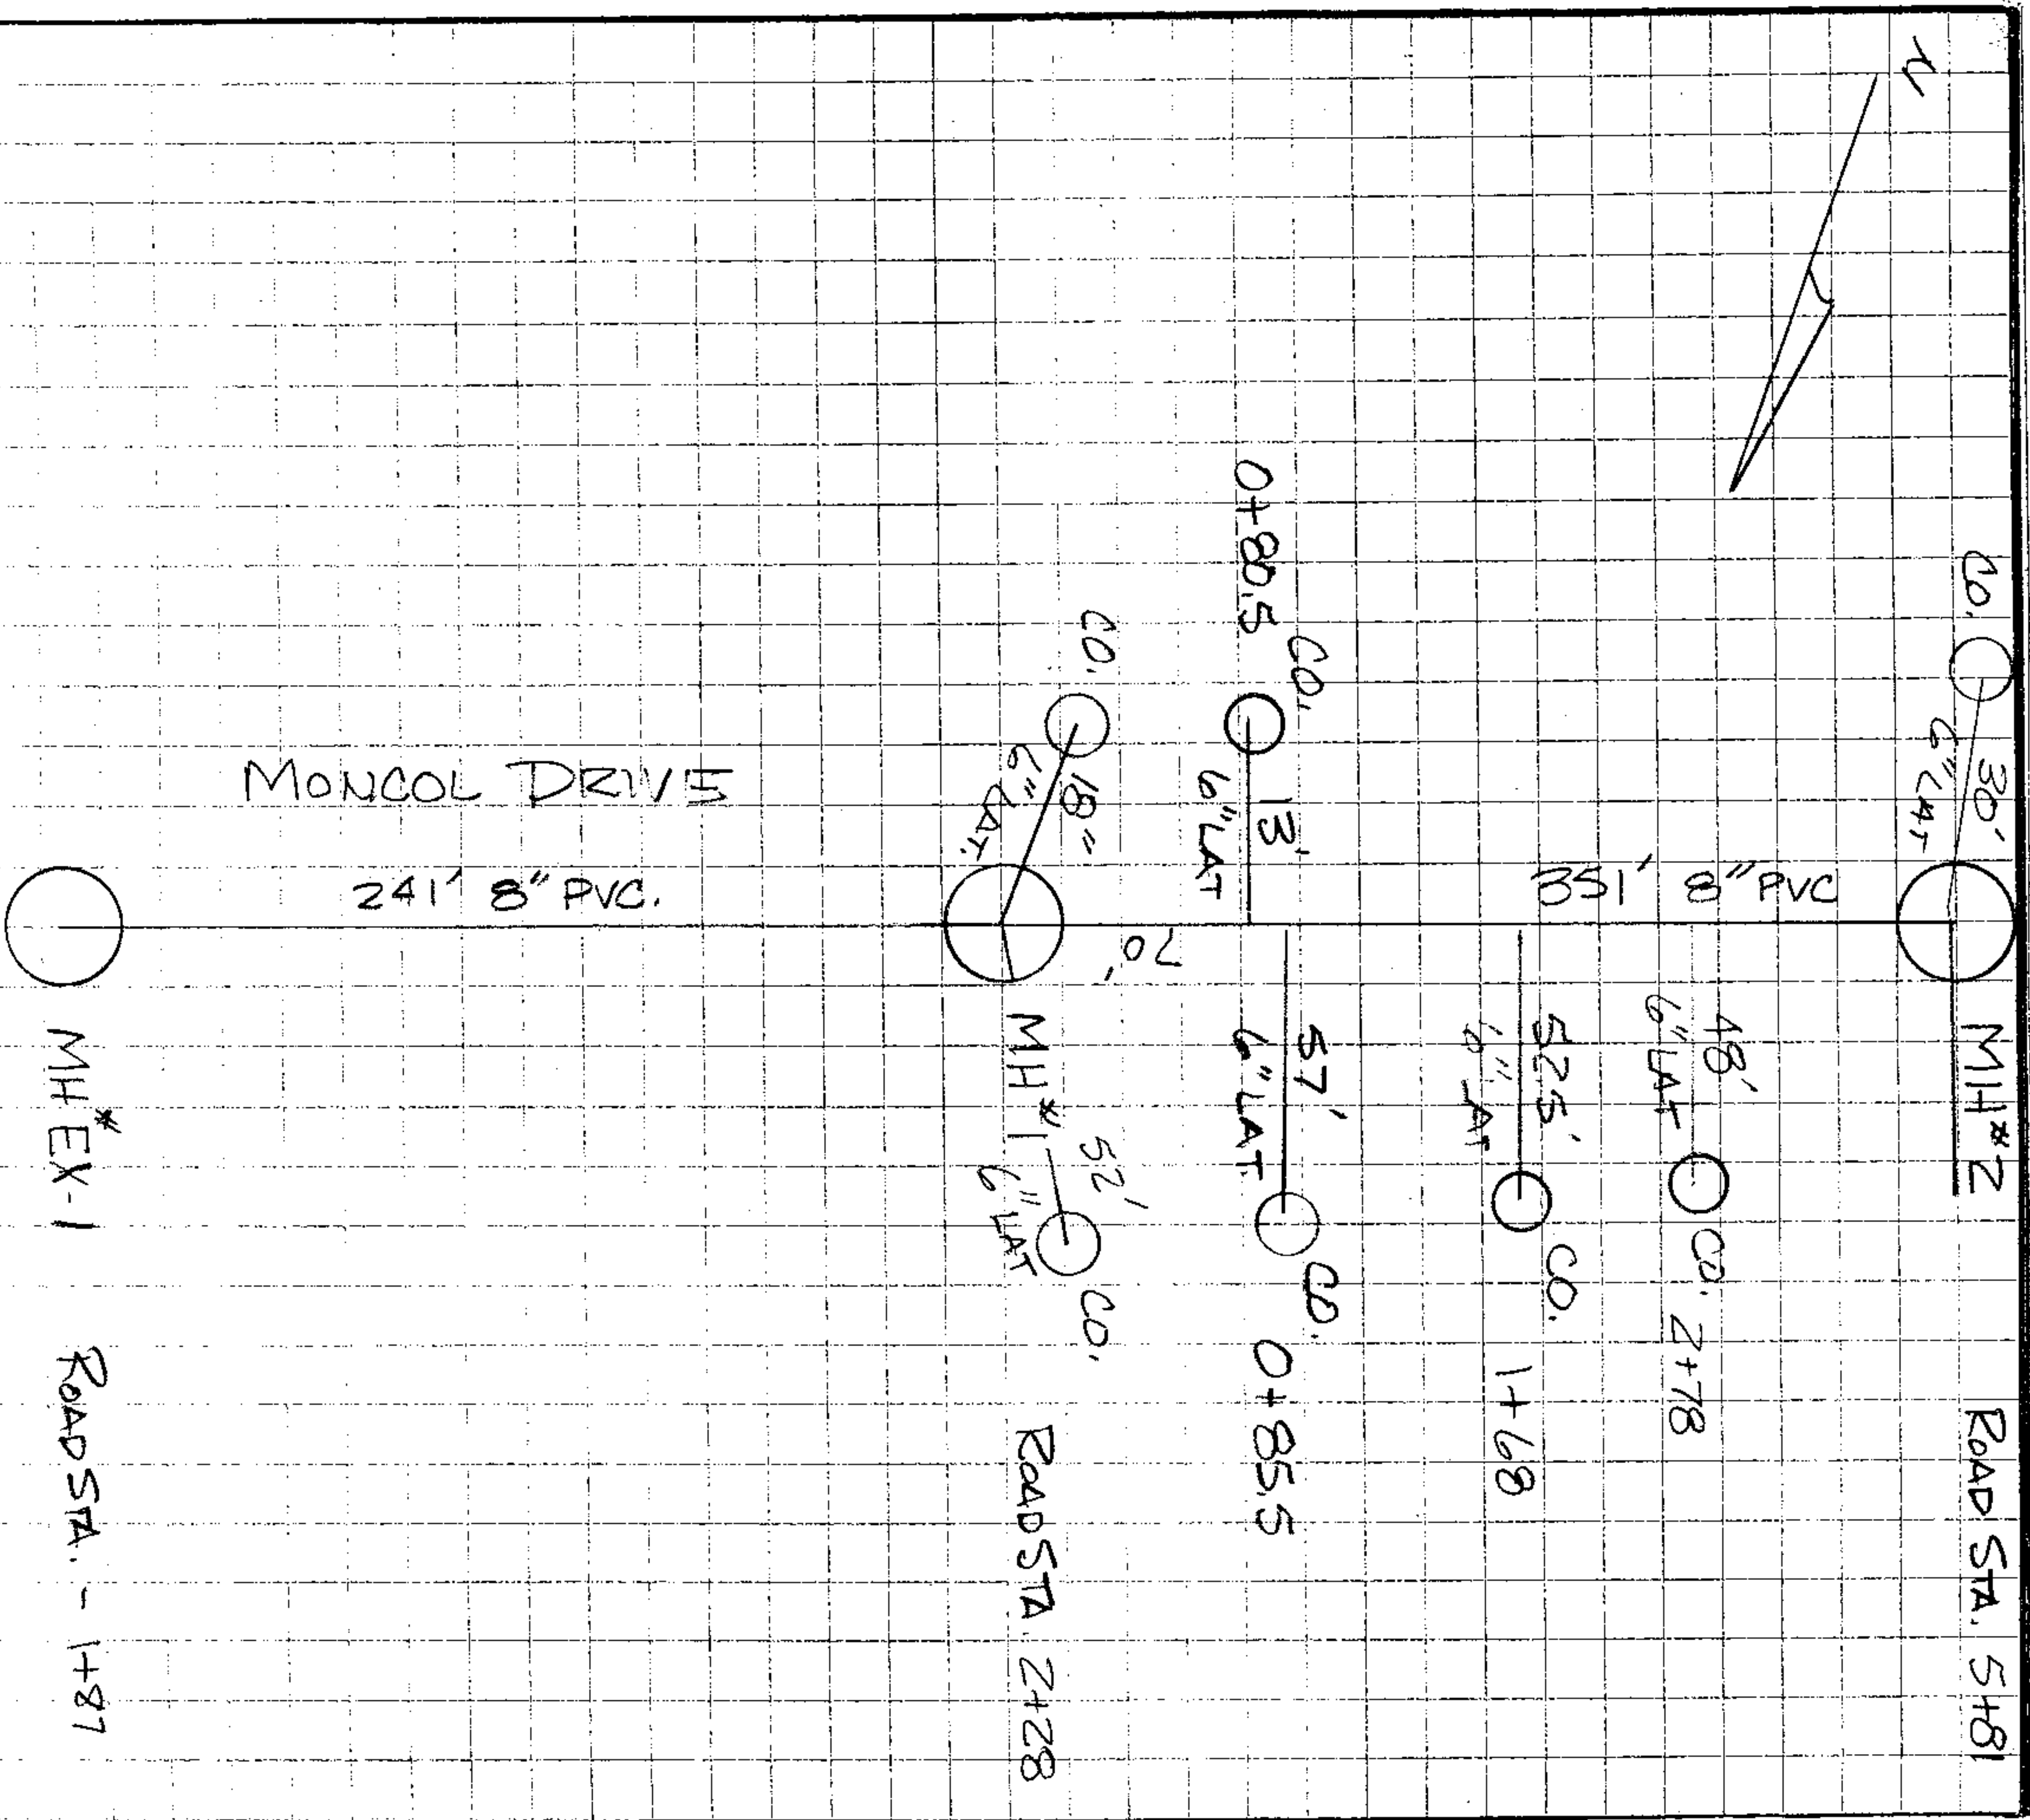 N
CO.
30'
6" LAT
MH #2
ROAD STA. 5+81
351' 8" PVC
48'
6" LAT
CO. 2+78
52.5'
6" LAT
CO.
1+68
0+80.5
CO.
13'
6" LAT
57'
6" LAT
CO.
0+85.5
70'
CO.
18"
6" LAT.
MH #1
52'
6" LAT
CO.
ROAD STA. 2+28
MONCOL DRIVE
241' 8" PVC.
MH #EX-1
ROAD STA. - 1+87